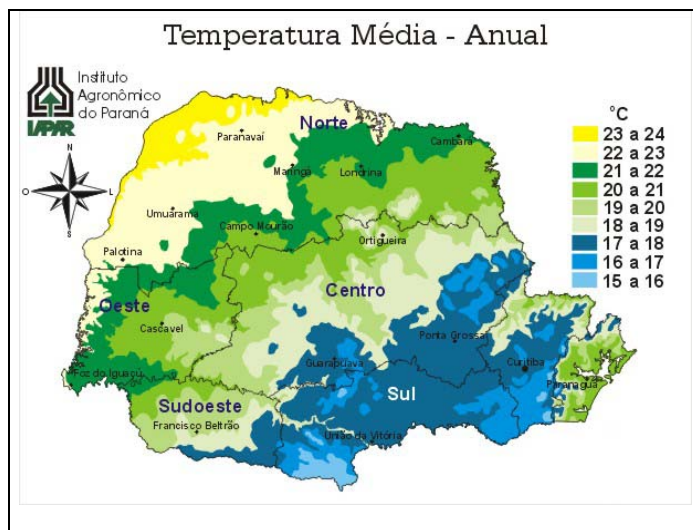 Temperatura Média - Anual
Instituto
Agronômico
do Paraná
IAPAR
N
O
L
S
°C
23 a 24
22 a 23
21 a 22
20 a 21
19 a 20
18 a 19
17 a 18
16 a 17
15 a 16
Norte
Paranavaí
Cambará
Maringá
Londrina
Umuarama
Campo Mourão
Ortigueira
Palotina
Oeste
Centro
Cascavel
Ponta Grossa
Guarapuava
Curitiba
Foz do Iguaçú
Paranaguá
Sudoeste
Sul
Francisco Beltrão
União da Vitória